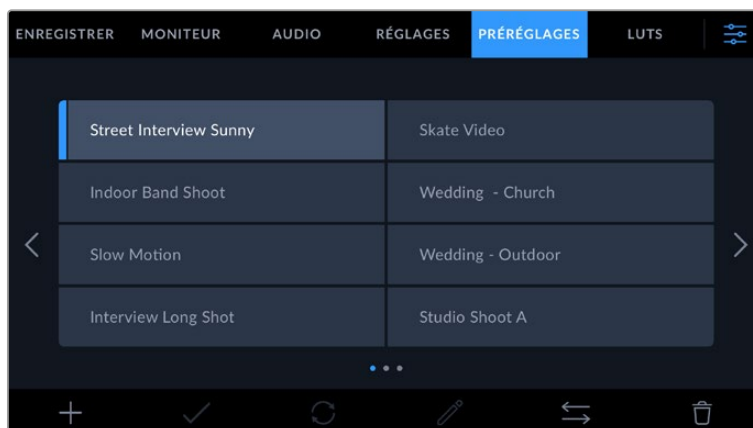 ENREGISTRER MONITEUR AUDIO RÉGLAGES PRÉRÉGLAGES LUTS
Street Interview Sunny Skate Video
Indoor Band Shoot Wedding - Church
Slow Motion Wedding - Outdoor
Interview Long Shot Studio Shoot A